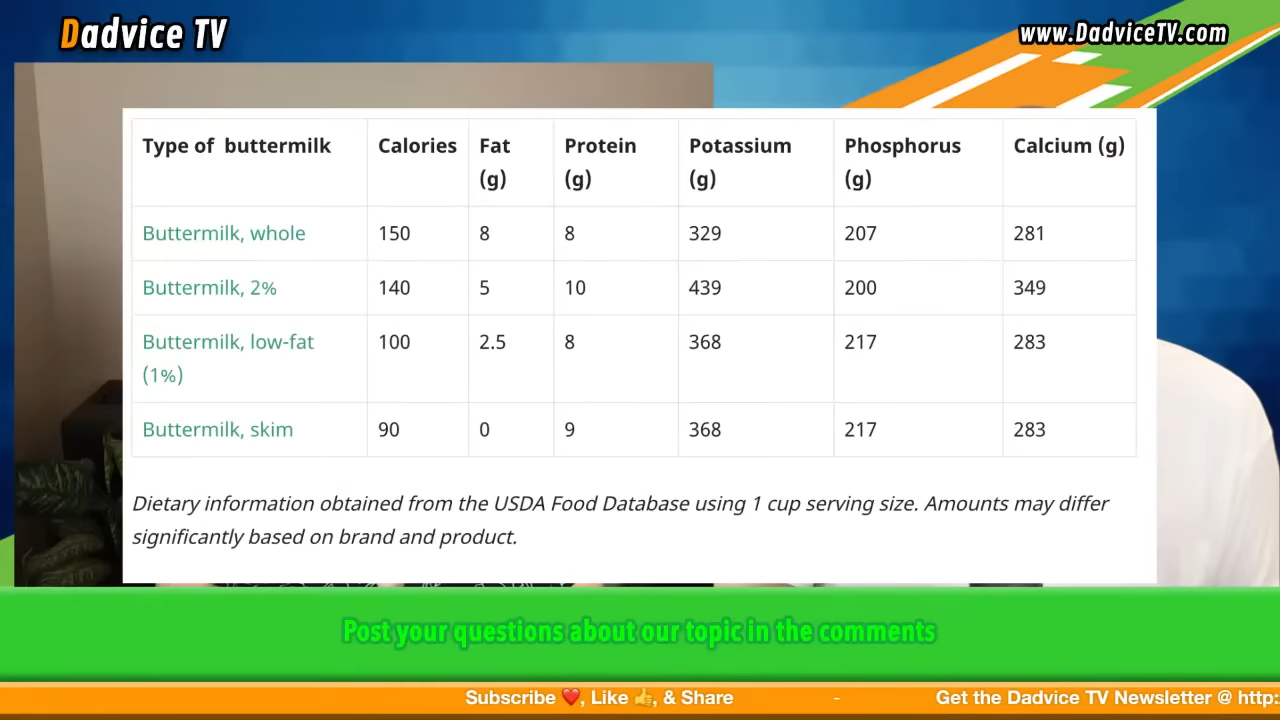 Dadvice TV
www.DadviceTV.com
Type of buttermilk Calories Fat (g) Protein (g) Potassium (g) Phosphorus (g) Calcium (g)
Buttermilk, whole 150 8 8 329 207 281
Buttermilk, 2% 140 5 10 439 200 349
Buttermilk, low-fat (1%) 100 2.5 8 368 217 283
Buttermilk, skim 90 0 9 368 217 283
Dietary information obtained from the USDA Food Database using 1 cup serving size. Amounts may differ
significantly based on brand and product.
Post your questions about our topic in the comments
Subscribe ❤️, Like 👍, & Share - Get the Dadvice TV Newsletter @ http: